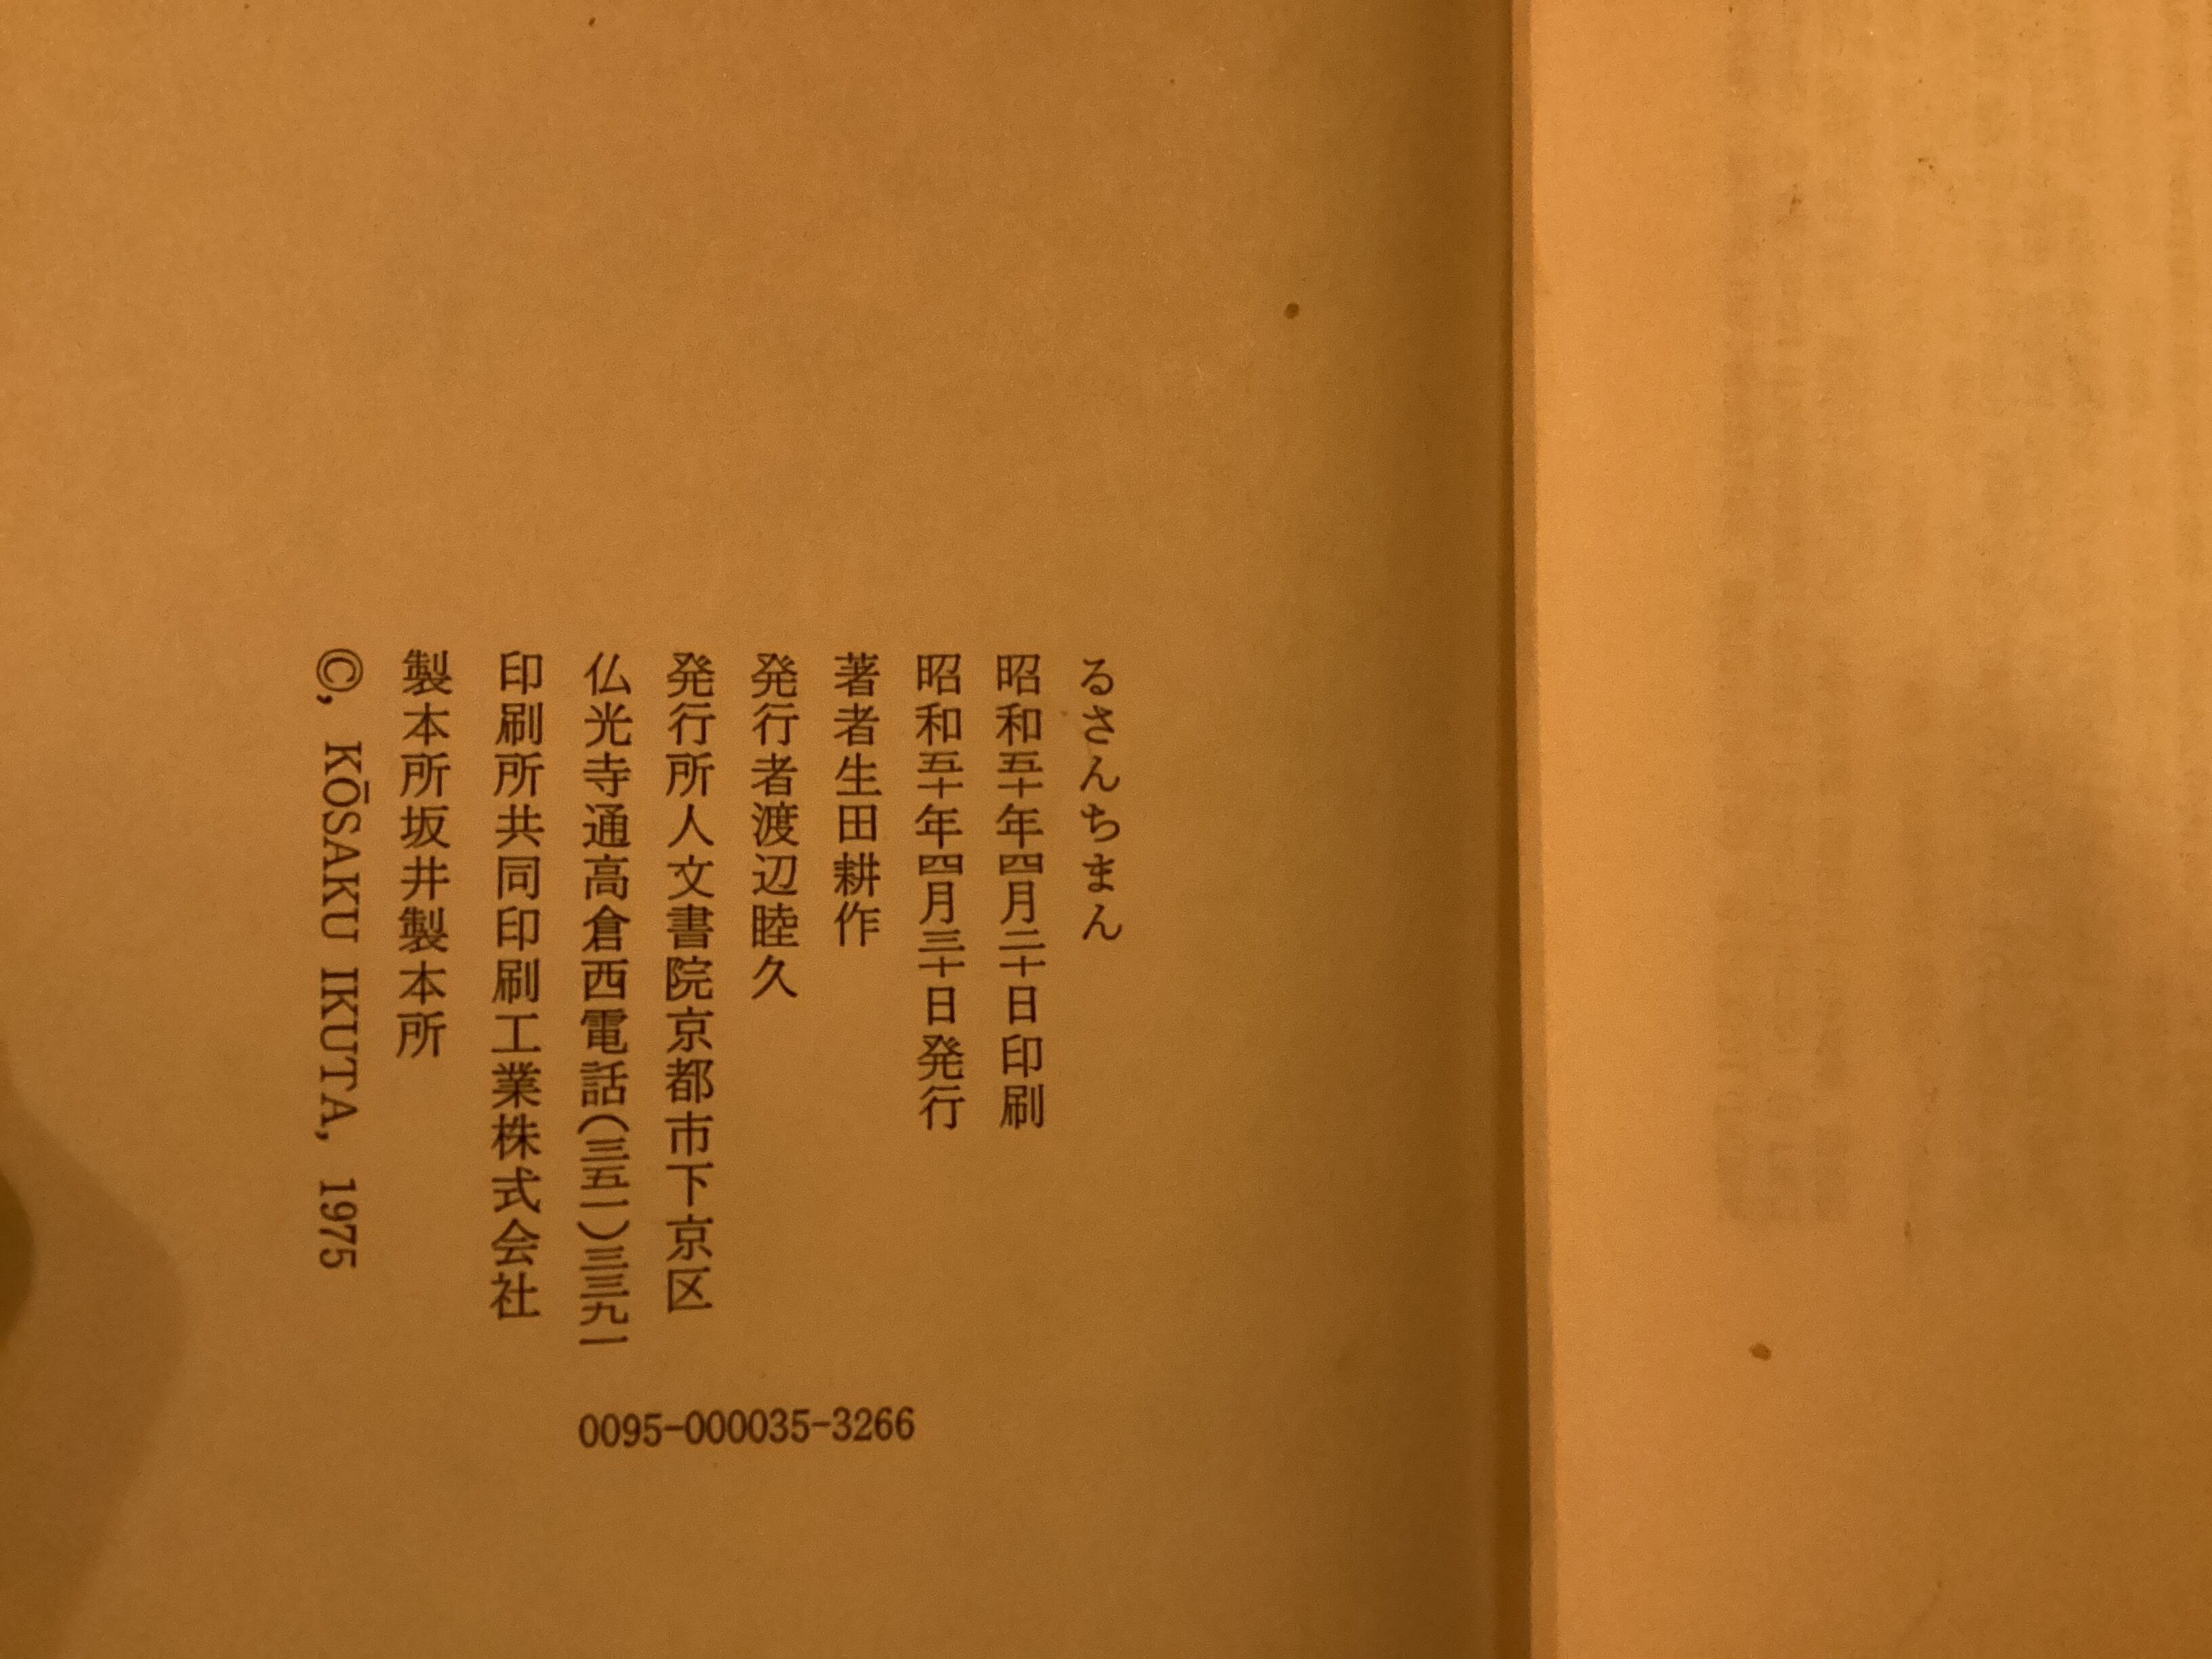 るさんちまん
昭和五十年四月二十日印刷
昭和五十年四月三十日発行
著者生田耕作
発行者渡辺睦久
発行所人文書院京都市下京区
仏光寺通高倉西電話(三五一)三三九一
印刷所共同印刷工業株式会社
製本所坂井製本所
©, KŌSAKU IKUTA, 1975
0095-000035-3266